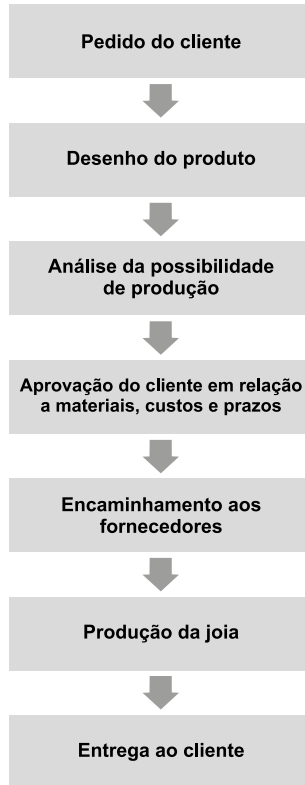 Pedido do cliente
Desenho do produto
Análise da possibilidade
de produção
Aprovação do cliente em relação
a materiais, custos e prazos
Encaminhamento aos
fornecedores
Produção da joia
Entrega ao cliente